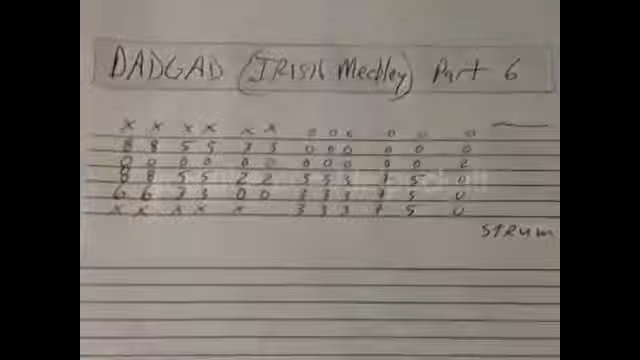 DADGAD (IRISH Medley) Part 6
x x x x x x 0 0 0 0 0 0
8 8 5 5 3 3 0 0 0 0 0 0
0 0 0 0 0 0 0 0 0 0 0 2
8 8 5 5 2 2 5 5 5 7 5 0
6 6 3 3 0 0 3 3 3 7 5 0
x x x x x 3 3 3 7 5 0
STRUM